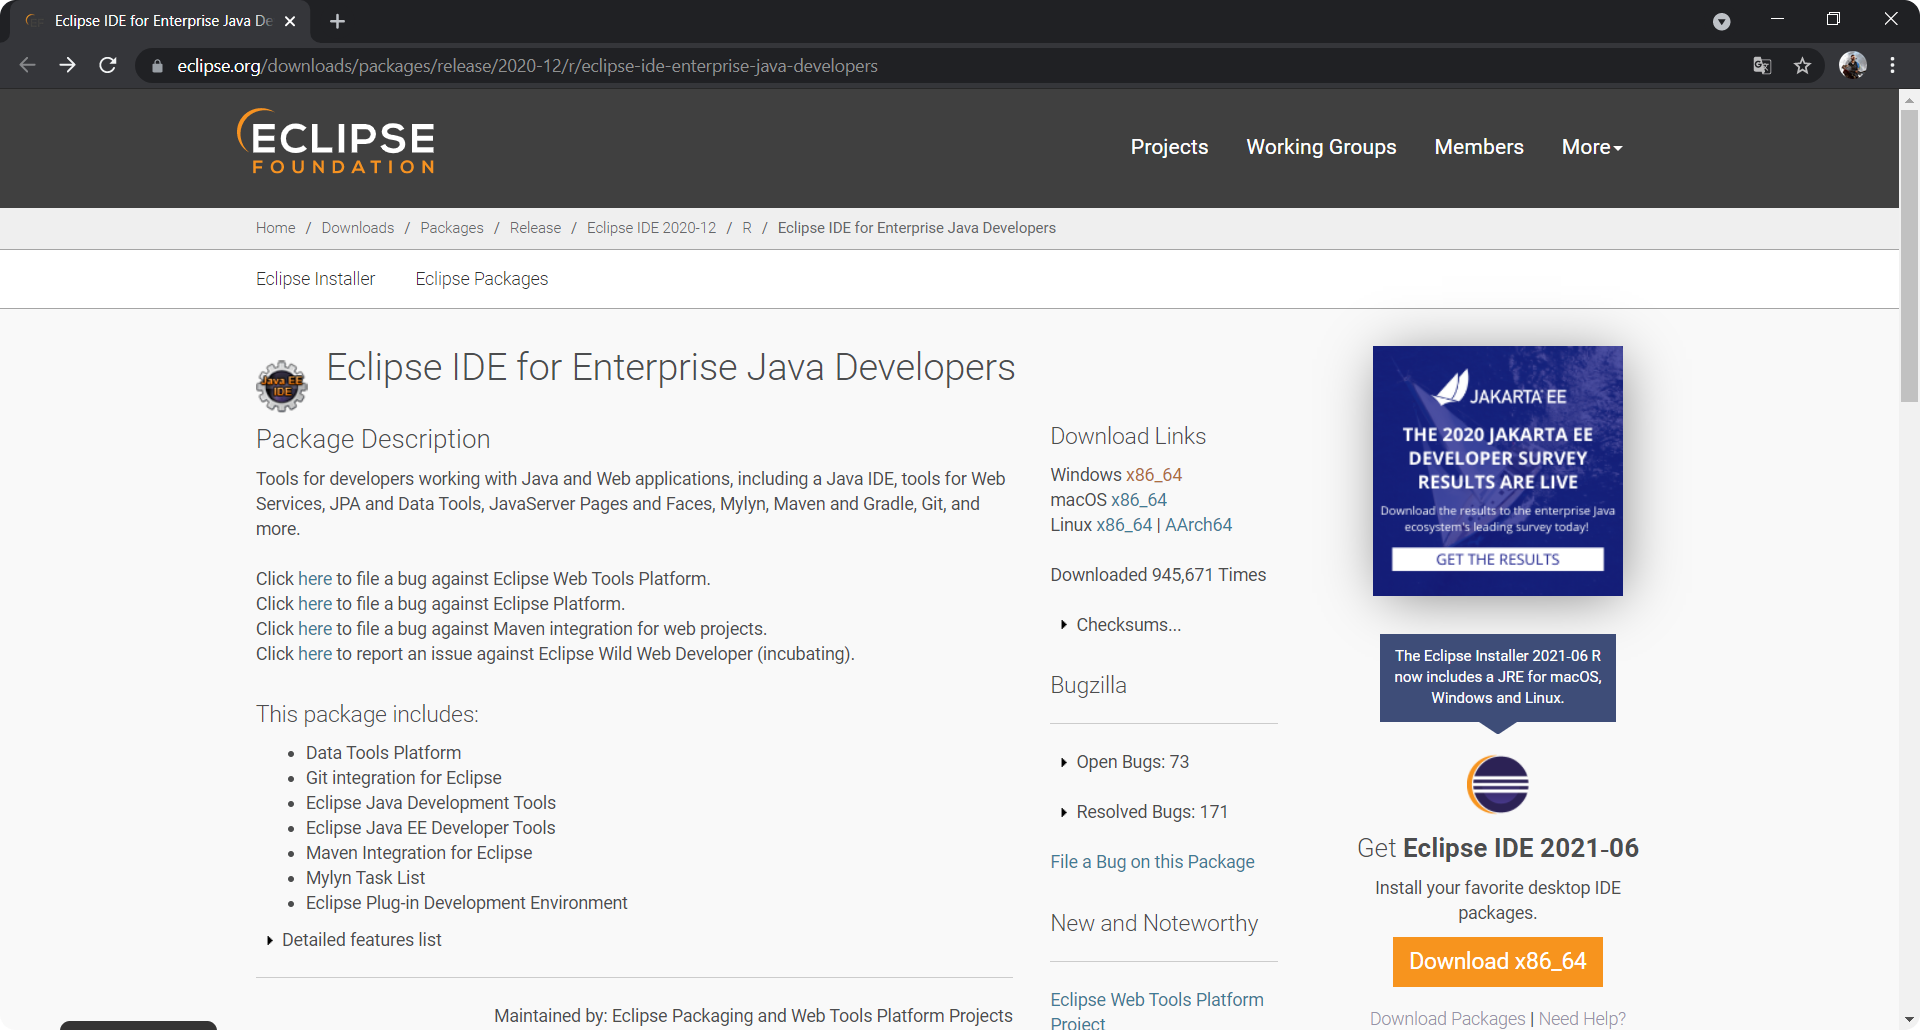 Eclipse IDE for Enterprise Java De
eclipse.org/downloads/packages/release/2020-12/r/eclipse-ide-enterprise-java-developers
ECLIPSE
FOUNDATION
Projects
Working Groups
Members
More
Home / Downloads / Packages / Release / Eclipse IDE 2020-12 / R / Eclipse IDE for Enterprise Java Developers
Eclipse Installer
Eclipse Packages
Java EE
IDE
Eclipse IDE for Enterprise Java Developers
Package Description
Tools for developers working with Java and Web applications, including a Java IDE, tools for Web
Services, JPA and Data Tools, JavaServer Pages and Faces, Mylyn, Maven and Gradle, Git, and
more.
Click here to file a bug against Eclipse Web Tools Platform.
Click here to file a bug against Eclipse Platform.
Click here to file a bug against Maven integration for web projects.
Click here to report an issue against Eclipse Wild Web Developer (incubating).
This package includes:
Data Tools Platform
Git integration for Eclipse
Eclipse Java Development Tools
Eclipse Java EE Developer Tools
Maven Integration for Eclipse
Mylyn Task List
Eclipse Plug-in Development Environment
Detailed features list
Maintained by: Eclipse Packaging and Web Tools Platform Projects
Download Links
Windows x86_64
macOS x86_64
Linux x86_64 | AArch64
Downloaded 945,671 Times
Checksums...
Bugzilla
Open Bugs: 73
Resolved Bugs: 171
File a Bug on this Package
New and Noteworthy
Eclipse Web Tools Platform
Project
JAKARTA EE
THE 2020 JAKARTA EE
DEVELOPER SURVEY
RESULTS ARE LIVE
Download the results to the enterprise Java
ecosystem's leading survey today!
GET THE RESULTS
The Eclipse Installer 2021-06 R
now includes a JRE for macOS,
Windows and Linux.
Get Eclipse IDE 2021-06
Install your favorite desktop IDE
packages.
Download x86_64
Download Packages | Need Help?